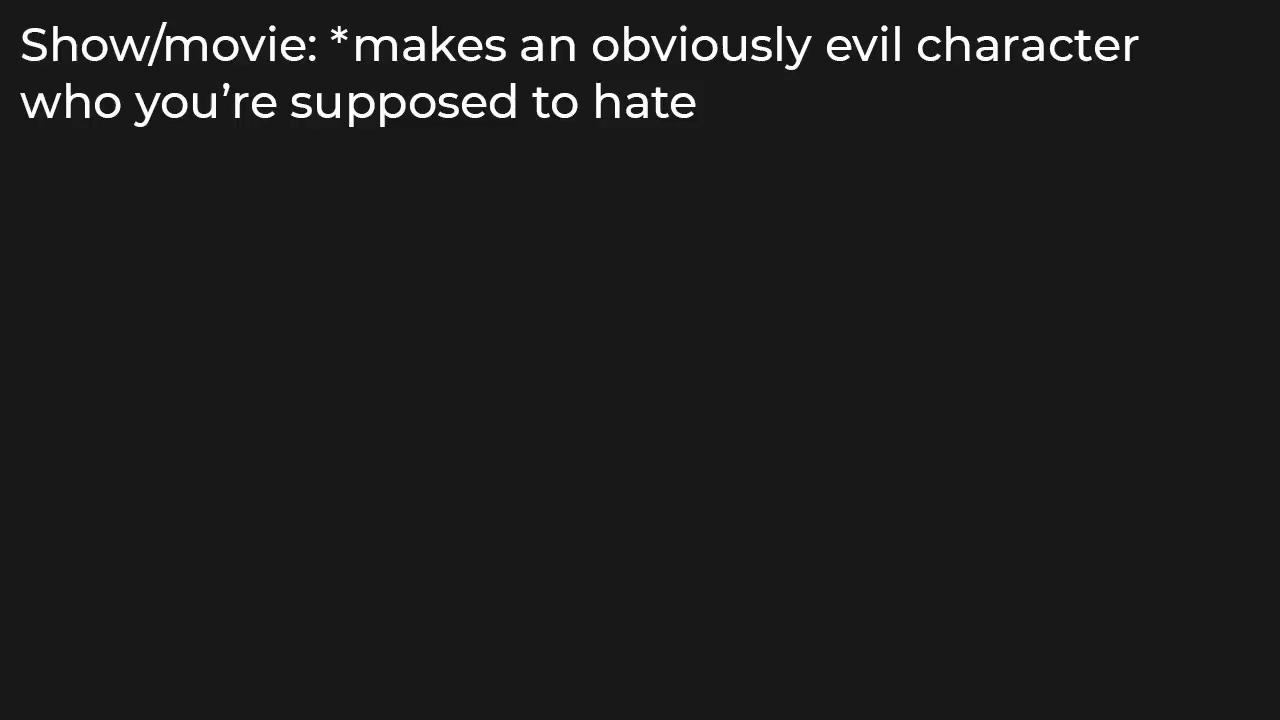 Show/movie: *makes an obviously evil character
who you’re supposed to hate